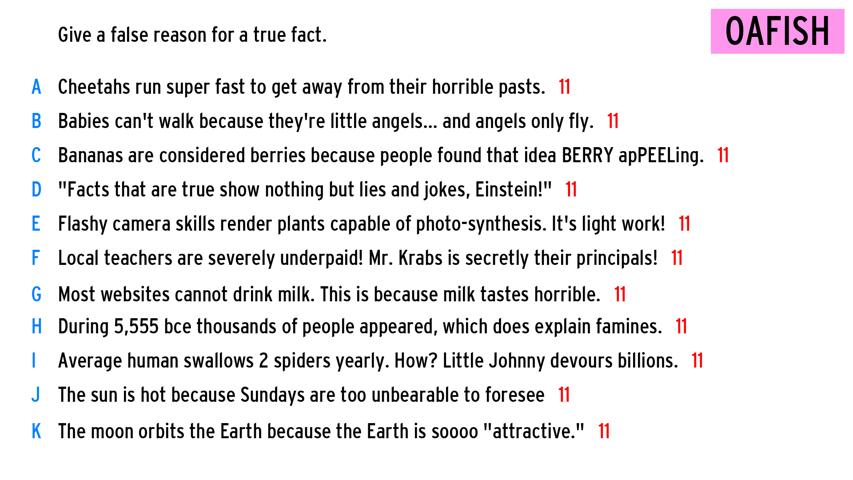 Give a false reason for a true fact.
OAFISH
A Cheetahs run super fast to get away from their horrible pasts. 11
B Babies can't walk because they're little angels... and angels only fly. 11
C Bananas are considered berries because people found that idea BERRY apPEELing. 11
D "Facts that are true show nothing but lies and jokes, Einstein!" 11
E Flashy camera skills render plants capable of photo-synthesis. It's light work! 11
F Local teachers are severely underpaid! Mr. Krabs is secretly their principals! 11
G Most websites cannot drink milk. This is because milk tastes horrible. 11
H During 5,555 bce thousands of people appeared, which does explain famines. 11
I Average human swallows 2 spiders yearly. How? Little Johnny devours billions. 11
J The sun is hot because Sundays are too unbearable to foresee 11
K The moon orbits the Earth because the Earth is soooo "attractive." 11